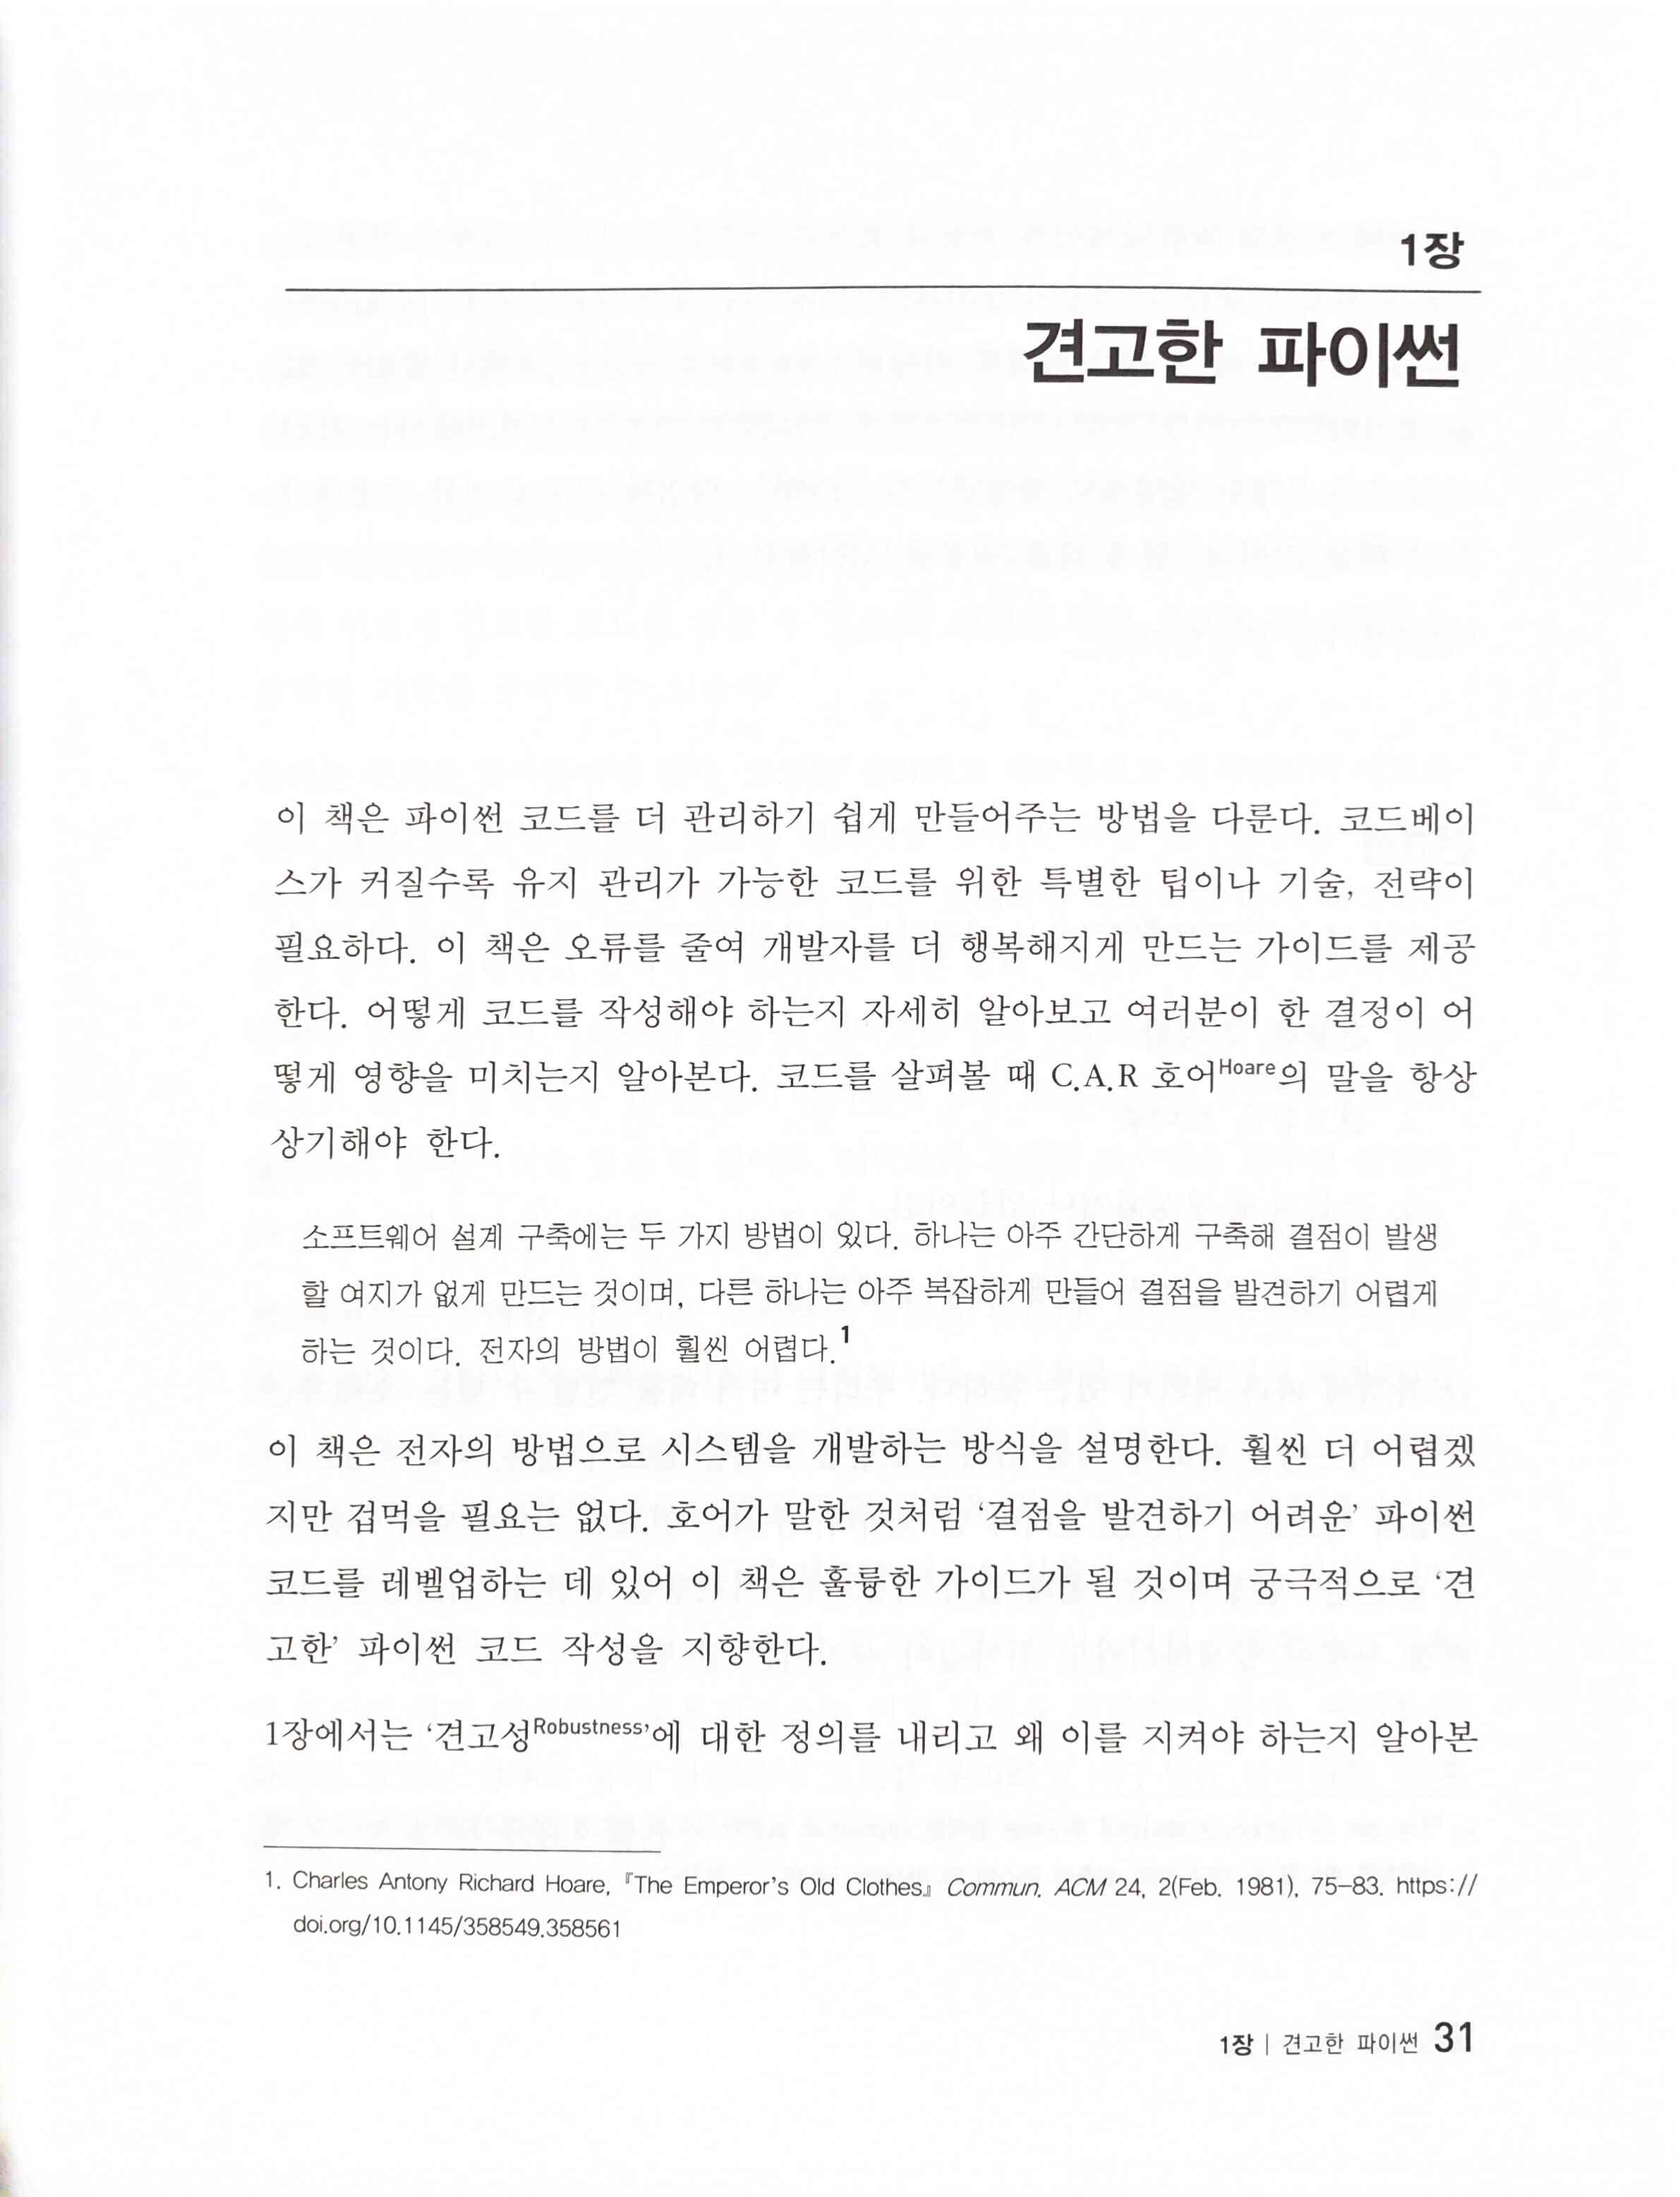 1장
견고한 파이썬
이 책은 파이썬 코드를 더 관리하기 쉽게 만들어주는 방법을 다룬다. 코드베이
스가 커질수록 유지 관리가 가능한 코드를 위한 특별한 팁이나 기술, 전략이
필요하다. 이 책은 오류를 줄여 개발자를 더 행복해지게 만드는 가이드를 제공
한다. 어떻게 코드를 작성해야 하는지 자세히 알아보고 여러분이 한 결정이 어
떻게 영향을 미치는지 알아본다. 코드를 살펴볼 때 C.A.R 호어Hoare의 말을 항상
상기해야 한다.
소프트웨어 설계 구축에는 두 가지 방법이 있다. 하나는 아주 간단하게 구축해 결점이 발생
할 여지가 없게 만드는 것이며, 다른 하나는 아주 복잡하게 만들어 결점을 발견하기 어렵게
하는 것이다. 전자의 방법이 훨씬 어렵다.1
이 책은 전자의 방법으로 시스템을 개발하는 방식을 설명한다. 훨씬 더 어렵겠
지만 겁먹을 필요는 없다. 호어가 말한 것처럼 ‘결점을 발견하기 어려운’ 파이썬
코드를 레벨업하는 데 있어 이 책은 훌륭한 가이드가 될 것이며 궁극적으로 ‘견
고한’ 파이썬 코드 작성을 지향한다.
1장에서는 ‘견고성Robustness’에 대한 정의를 내리고 왜 이를 지켜야 하는지 알아본
1. Charles Antony Richard Hoare, 『The Emperor’s Old Clothes』 Commun. ACM 24, 2(Feb. 1981), 75–83. https://
doi.org/10.1145/358549.358561
1장 | 견고한 파이썬 31